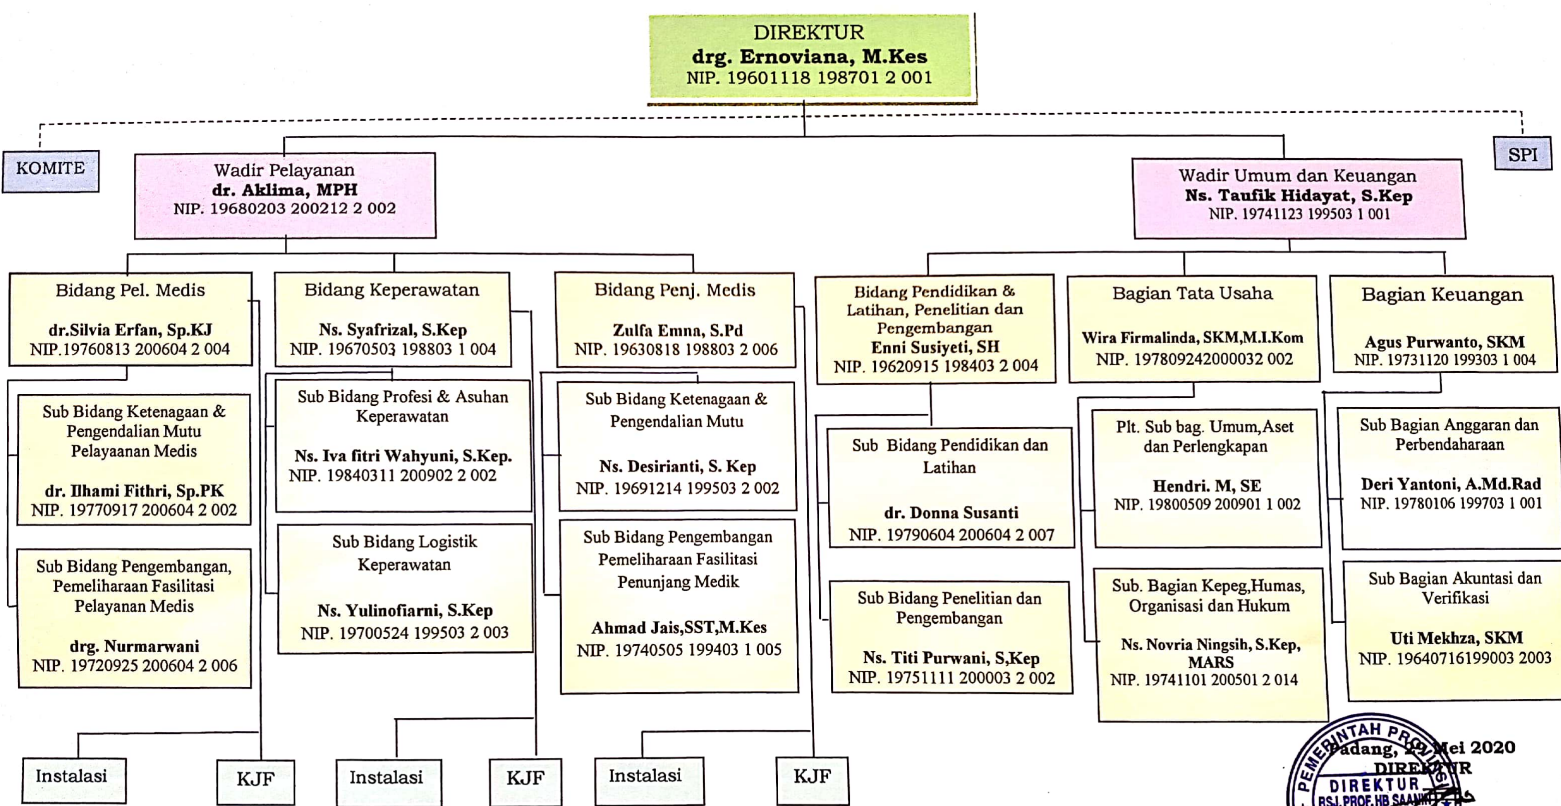 DIREKTUR
drg. Ernoviana, M.Kes
NIP. 19601118 198701 2 001
KOMITE
SPI
Wadir Pelayanan
dr. Aklima, MPH
NIP. 19680203 200212 2 002
Wadir Umum dan Keuangan
Ns. Taufik Hidayat, S.Kep
NIP. 19741123 199503 1 001
Bidang Pel. Medis
dr.Silvia Erfan, Sp.KJ
NIP.19760813 200604 2 004
Bidang Keperawatan
Ns. Syafrizal, S.Kep
NIP. 19670503 198803 1 004
Bidang Penj. Medis
Zulfa Emna, S.Pd
NIP. 19630818 198803 2 006
Bidang Pendidikan &
Latihan, Penelitian dan
Pengembangan
Enni Susiyeti, SH
NIP. 19620915 198403 2 004
Bagian Tata Usaha
Wira Firmalinda, SKM,M.I.Kom
NIP. 197809242000032 002
Bagian Keuangan
Agus Purwanto, SKM
NIP. 19731120 199303 1 004
Sub Bidang Ketenagaan &
Pengendalian Mutu
Pelayaanan Medis
dr. Ilhami Fithri, Sp.PK
NIP. 19770917 200604 2 002
Sub Bidang Profesi & Asuhan
Keperawatan
Ns. Iva fitri Wahyuni, S.Kep.
NIP. 19840311 200902 2 002
Sub Bidang Ketenagaan &
Pengendalian Mutu
Ns. Desirianti, S. Kep
NIP. 19691214 199503 2 002
Sub Bidang Pendidikan dan
Latihan
dr. Donna Susanti
NIP. 19790604 200604 2 007
Plt. Sub bag. Umum,Aset
dan Perlengkapan
Hendri. M, SE
NIP. 19800509 200901 1 002
Sub Bagian Anggaran dan
Perbendaharaan
Deri Yantoni, A.Md.Rad
NIP. 19780106 199703 1 001
Sub Bidang Pengembangan,
Pemeliharaan Fasilitasi
Pelayanan Medis
drg. Nurmarwani
NIP. 19720925 200604 2 006
Sub Bidang Logistik
Keperawatan
Ns. Yulinofiarni, S.Kep
NIP. 19700524 199503 2 003
Sub Bidang Pengembangan
Pemeliharaan Fasilitasi
Penunjang Medik
Ahmad Jais,SST,M.Kes
NIP. 19740505 199403 1 005
Sub Bidang Penelitian dan
Pengembangan
Ns. Titi Purwani, S,Kep
NIP. 19751111 200003 2 002
Sub. Bagian Kepeg,Humas,
Organisasi dan Hukum
Ns. Novria Ningsih, S.Kep,
MARS
NIP. 19741101 200501 2 014
Sub Bagian Akuntasi dan
Verifikasi
Uti Mekhza, SKM
NIP. 19640716199003 2003
Instalasi
KJF
Instalasi
KJF
Instalasi
KJF
Padang, 29 Mei 2020
DIREKTUR
PEMERINTAH PROVINSI
DIREKTUR
RSJ. PROF. HB SAANIN